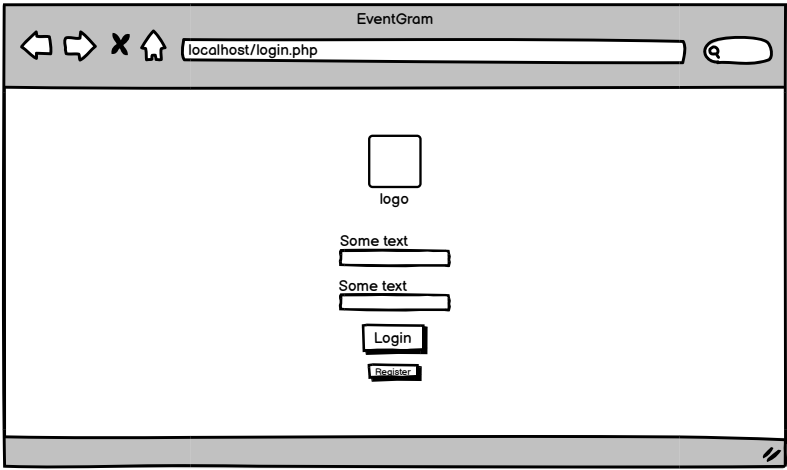 EventGram
localhost/login.php
logo
Some text
Some text
Login
Register